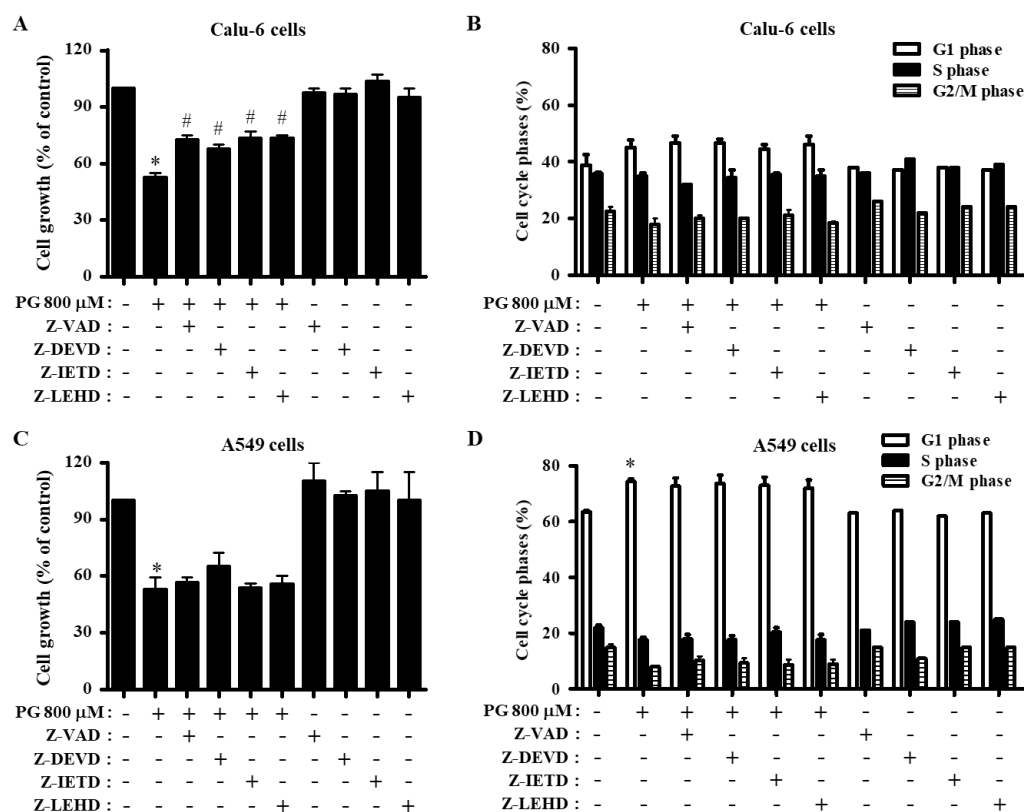 A
Calu-6 cells
Cell growth (% of control)
120
90
60
30
0
*
#
#
#
#
PG 800 μM : - + + + + + - - - -
Z-VAD : - - + - - - + - - -
Z-DEVD : - - - + - - - + - -
Z-IETD : - - - - + - - - + -
Z-LEHD : - - - - - + - - - +
B
Calu-6 cells
G1 phase
S phase
G2/M phase
Cell cycle phases (%)
80
60
40
20
0
PG 800 μM : - + + + + + - - - -
Z-VAD : - - + - - - + - - -
Z-DEVD : - - - + - - - + - -
Z-IETD : - - - - + - - - + -
Z-LEHD : - - - - - + - - - +
C
A549 cells
Cell growth (% of control)
120
90
60
30
0
*
PG 800 μM : - + + + + + - - - -
Z-VAD : - - + - - - + - - -
Z-DEVD : - - - + - - - + - -
Z-IETD : - - - - + - - - + -
Z-LEHD : - - - - - + - - - +
D
A549 cells
G1 phase
S phase
G2/M phase
Cell cycle phases (%)
80
60
40
20
0
*
PG 800 μM : - + + + + + - - - -
Z-VAD : - - + - - - + - - -
Z-DEVD : - - - + - - - + - -
Z-IETD : - - - - + - - - + -
Z-LEHD : - - - - - + - - - +